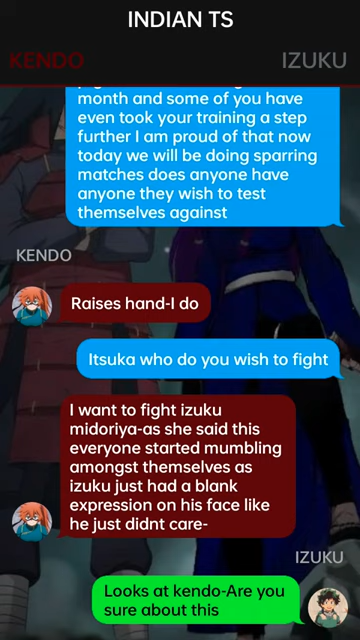 INDIAN TS
KENDO
IZUKU
month and some of you have
even took your training a step
further I am proud of that now
today we will be doing sparring
matches does anyone have
anyone they wish to test
themselves against
KENDO
Raises hand-I do
Itsuka who do you wish to fight
I want to fight izuku
midoriya-as she said this
everyone started mumbling
amongst themselves as
izuku just had a blank
expression on his face like
he just didnt care-
IZUKU
Looks at kendo-Are you
sure about this